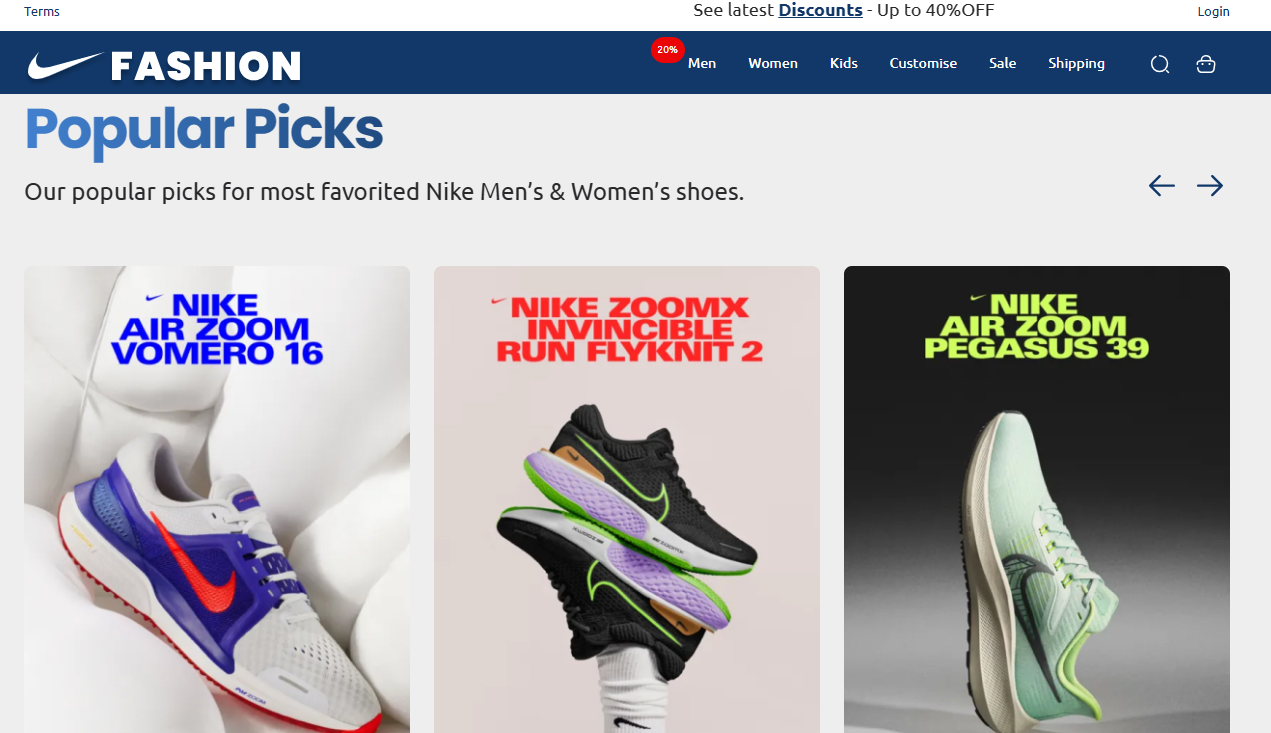 Terms
See latest Discounts - Up to 40%OFF
Login
FASHION
20%
Men
Women
Kids
Customise
Sale
Shipping
Popular Picks
Our popular picks for most favorited Nike Men’s & Women’s shoes.
NIKE
AIR ZOOM
VOMERO 16
NIKE ZOOMX
INVINCIBLE
RUN FLYKNIT 2
NIKE
AIR ZOOM
PEGASUS 39